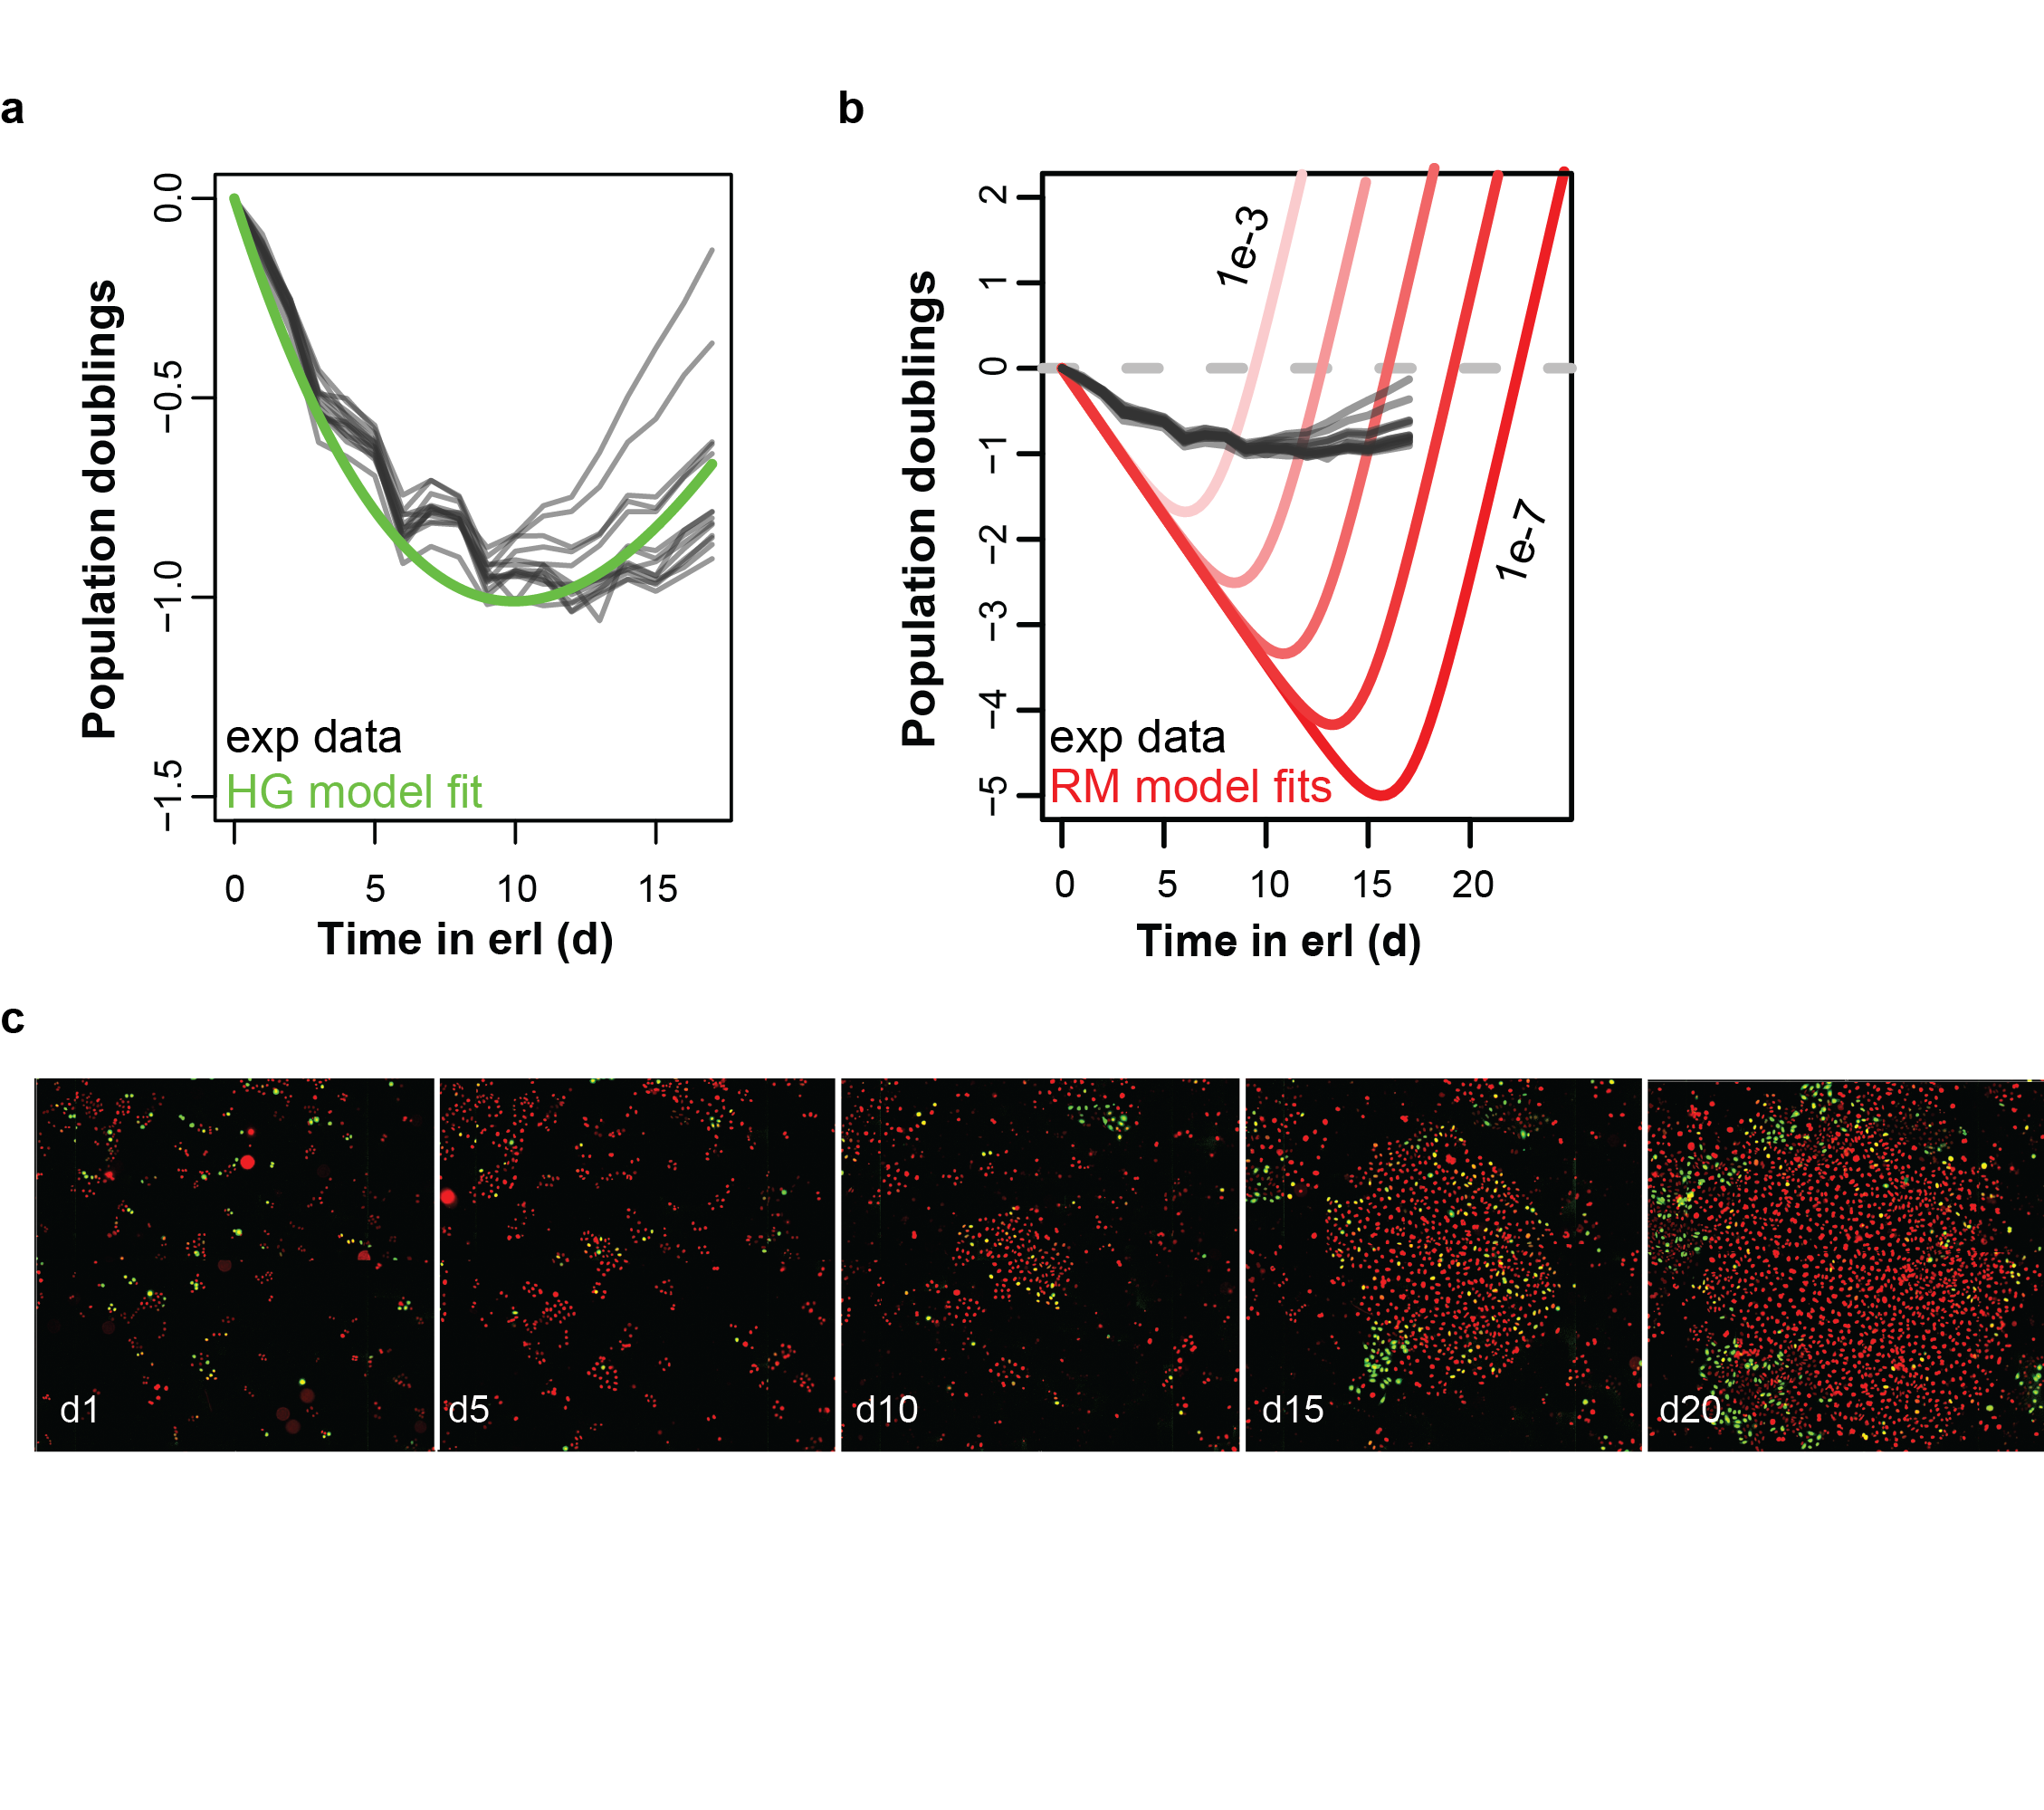 a
b
0.0
−0.5
−1.0
−1.5
Population doublings
exp data
HG model fit
0 5 10 15
Time in erl (d)
2
1
0
−1
−2
−3
−4
−5
Population doublings
1e-3
1e-7
exp data
RM model fits
0 5 10 15 20
Time in erl (d)
c
d1
d5
d10
d15
d20